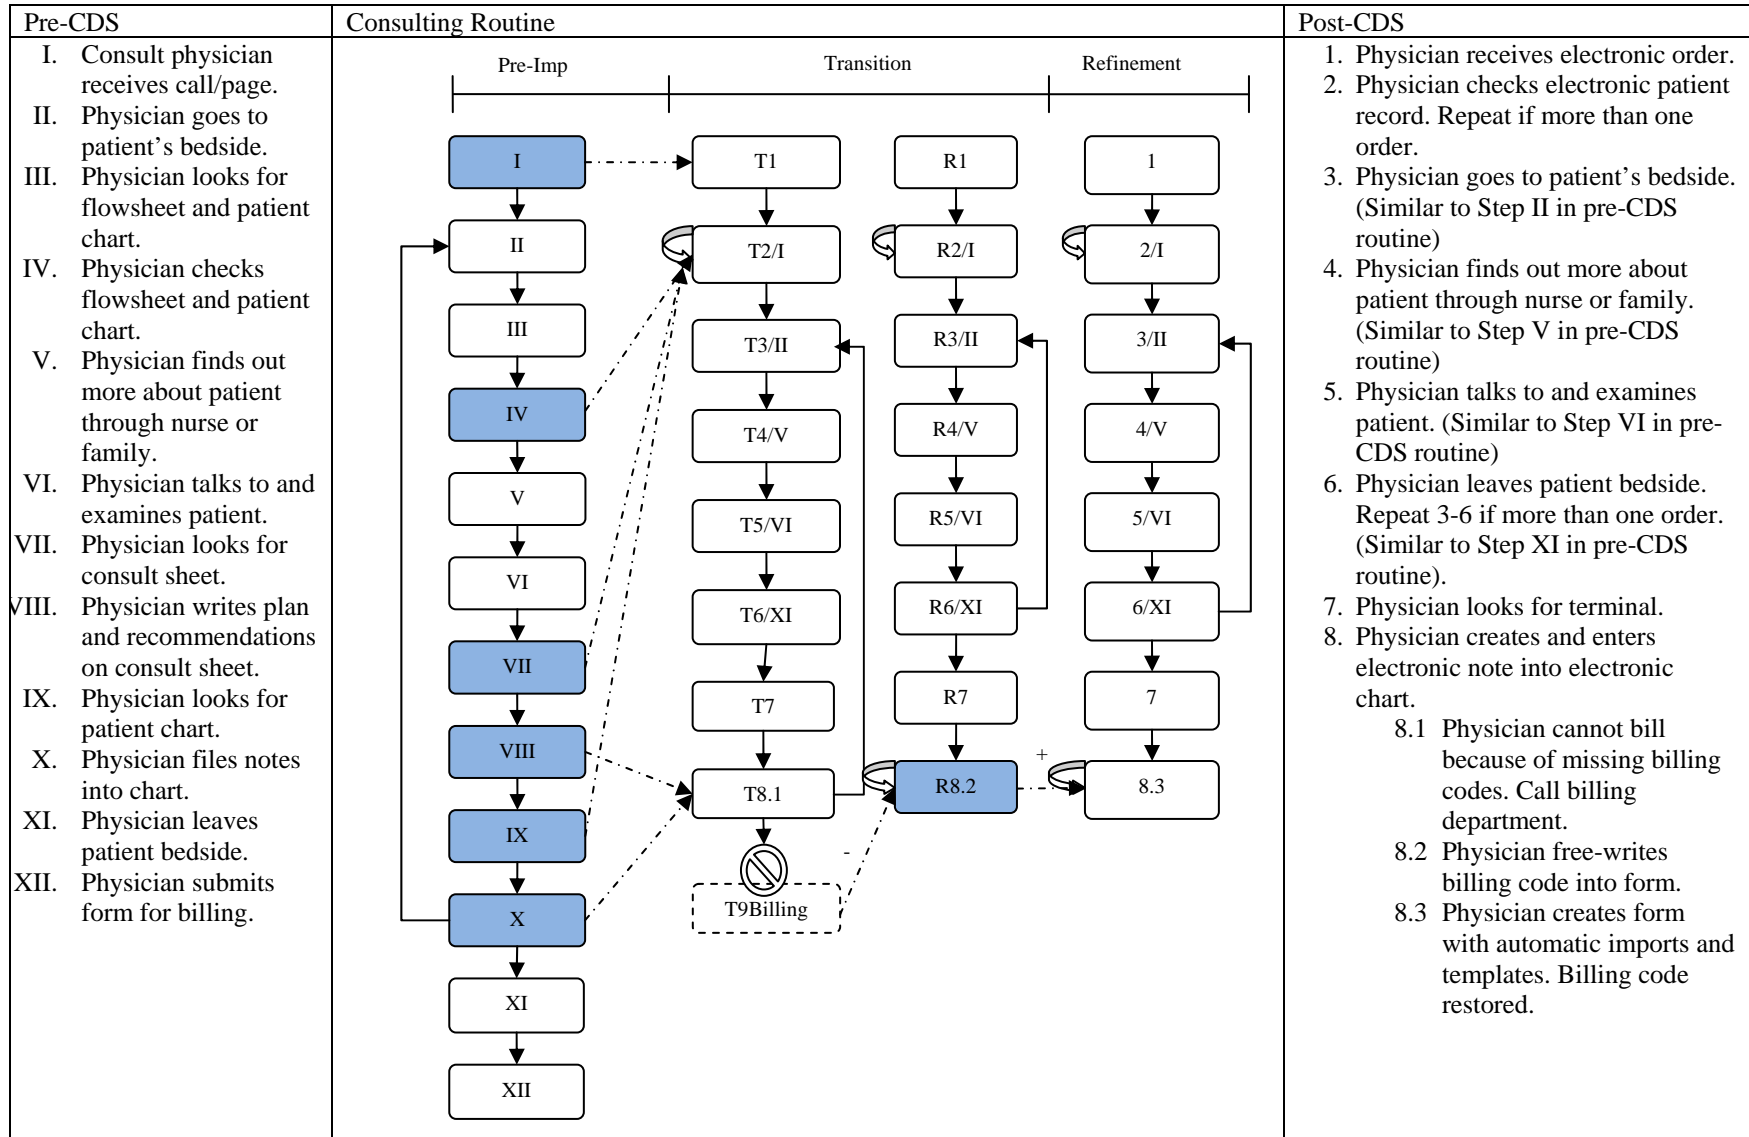 Pre-CDS
Consulting Routine
Post-CDS
I. Consult physician
receives call/page.
II. Physician goes to
patient’s bedside.
III. Physician looks for
flowsheet and patient
chart.
IV. Physician checks
flowsheet and patient
chart.
V. Physician finds out
more about patient
through nurse or
family.
VI. Physician talks to and
examines patient.
VII. Physician looks for
consult sheet.
VIII. Physician writes plan
and recommendations
on consult sheet.
IX. Physician looks for
patient chart.
X. Physician files notes
into chart.
XI. Physician leaves
patient bedside.
XII. Physician submits
form for billing.
Pre-Imp
Transition
Refinement
I
T1
R1
1
II
T2/I
R2/I
2/I
III
T3/II
R3/II
3/II
IV
T4/V
R4/V
4/V
V
T5/VI
R5/VI
5/VI
VI
T6/XI
R6/XI
6/XI
VII
T7
R7
7
VIII
+
T8.1
R8.2
8.3
IX
-
X
T9Billing
XI
XII
1. Physician receives electronic order.
2. Physician checks electronic patient
record. Repeat if more than one
order.
3. Physician goes to patient’s bedside.
(Similar to Step II in pre-CDS
routine)
4. Physician finds out more about
patient through nurse or family.
(Similar to Step V in pre-CDS
routine)
5. Physician talks to and examines
patient. (Similar to Step VI in pre-
CDS routine)
6. Physician leaves patient bedside.
Repeat 3-6 if more than one order.
(Similar to Step XI in pre-CDS
routine).
7. Physician looks for terminal.
8. Physician creates and enters
electronic note into electronic
chart.
8.1 Physician cannot bill
because of missing billing
codes. Call billing
department.
8.2 Physician free-writes
billing code into form.
8.3 Physician creates form
with automatic imports and
templates. Billing code
restored.